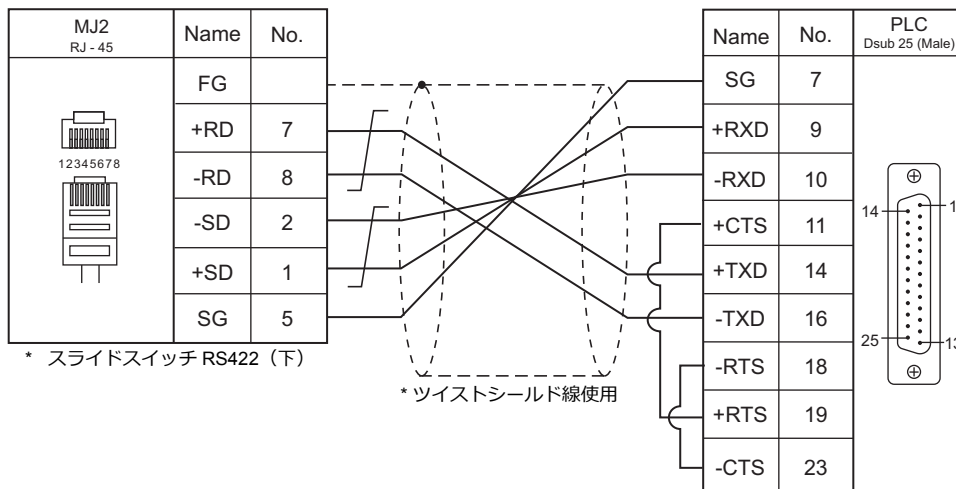 MJ2
RJ - 45
Name No.
FG
+RD 7
-RD 8
-SD 2
+SD 1
SG 5
12345678
* スライドスイッチ RS422（下）
* ツイストシールド線使用
Name No.
PLC
Dsub 25 (Male)
SG 7
+RXD 9
-RXD 10
+CTS 11
+TXD 14
-TXD 16
-RTS 18
+RTS 19
-CTS 23
14 1
25 13